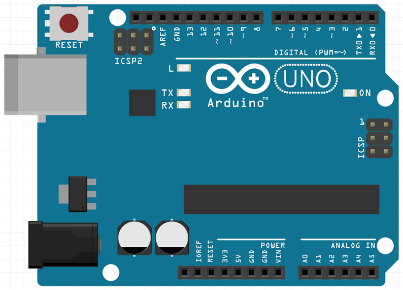 RESET
ICSP2
AREF
GND
13
12
~11
~10
~9
8
7
~6
~5
4
~3
2
TX0▶1
RX0◀0
DIGITAL (PWM=~)
L
TX
RX
Arduino™
UNO
ON
1
ICSP
IOREF
RESET
3V3
5V
GND
GND
VIN
POWER
A0
A1
A2
A3
A4
A5
ANALOG IN